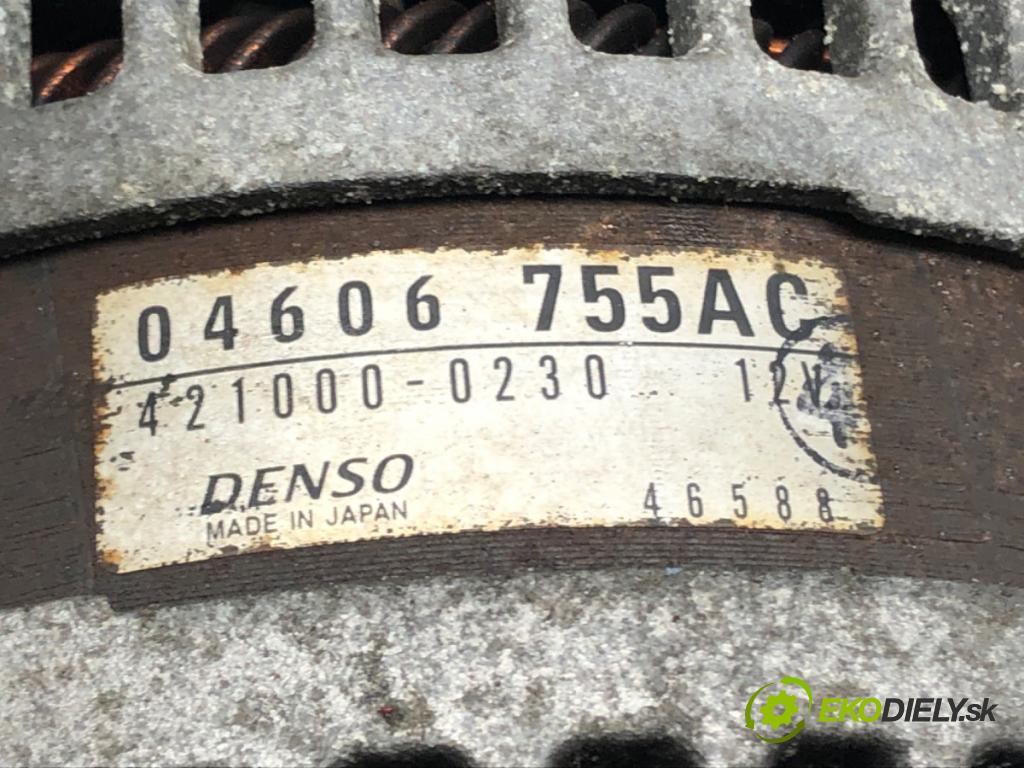 04606 755AC
421000-0230 12V
DENSO
MADE IN JAPAN
46588
EKODIELY.sk